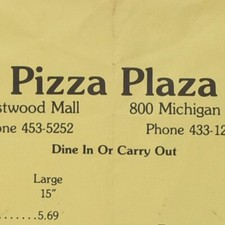 Pizza Plaza
stwood Mall 800 Michigan
one 453-5252 Phone 433-12
Dine In Or Carry Out
Large
15"
.......5.69